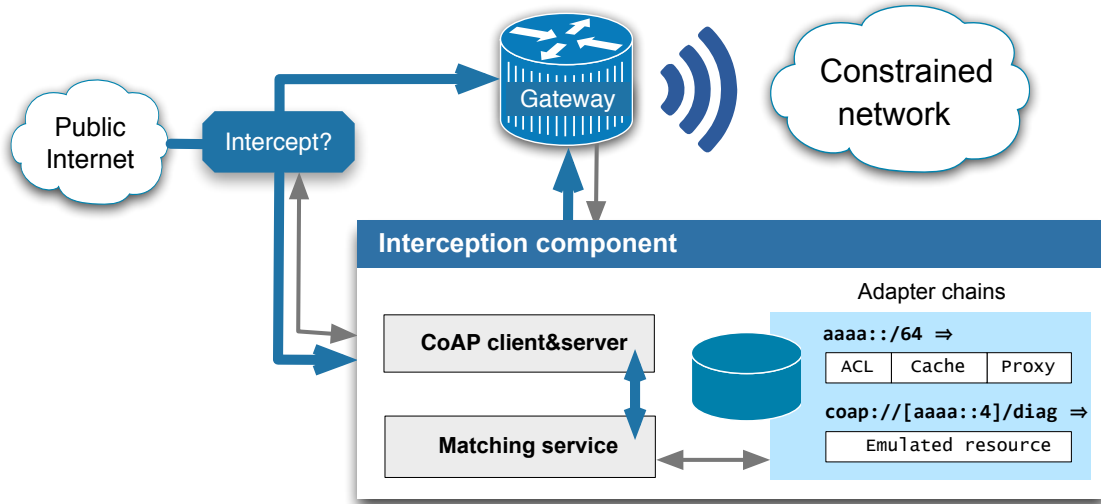 Public
Internet
Intercept?
Gateway
Constrained
network
Interception component
CoAP client&server
Matching service
Adapter chains
aaaa::/64 ⇒
ACL Cache Proxy
coap://[aaaa::4]/diag ⇒
Emulated resource